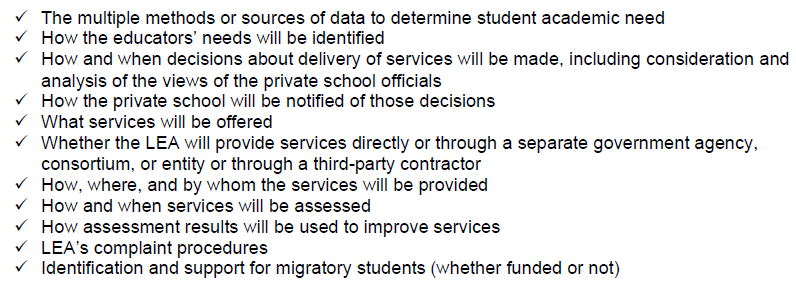 ✓ The multiple methods or sources of data to determine student academic need
✓ How the educators’ needs will be identified
✓ How and when decisions about delivery of services will be made, including consideration and
analysis of the views of the private school officials
✓ How the private school will be notified of those decisions
✓ What services will be offered
✓ Whether the LEA will provide services directly or through a separate government agency,
consortium, or entity or through a third-party contractor
✓ How, where, and by whom the services will be provided
✓ How and when services will be assessed
✓ How assessment results will be used to improve services
✓ LEA’s complaint procedures
✓ Identification and support for migratory students (whether funded or not)